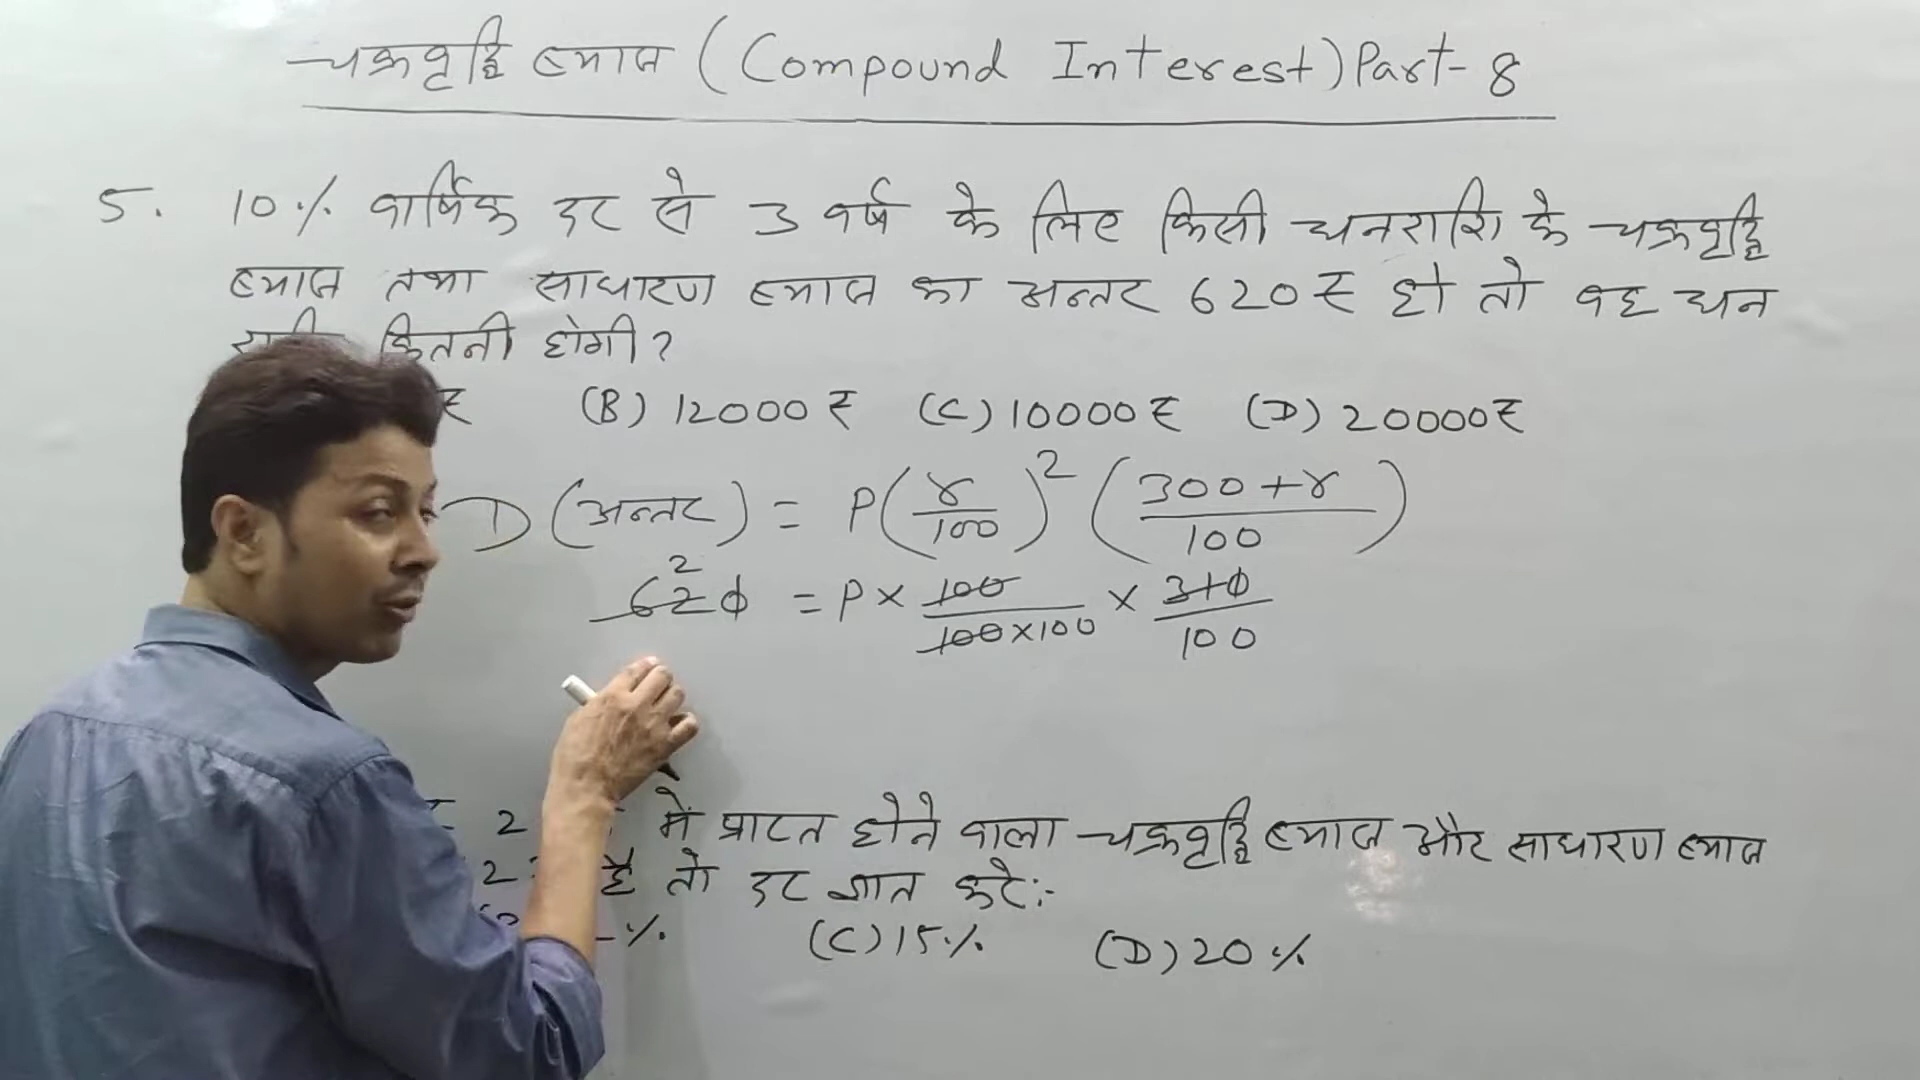 चक्रवृद्धि ब्याज (Compound Interest) Part-8
5. 10% वार्षिक दर से 3 वर्ष के लिए किसी धनराशि के चक्रवृद्धि
ब्याज तथा साधारण ब्याज का अन्तर 620₹ हो तो वह धन
कितनी होगी?
₹ (B) 12000₹ (C) 10000₹ (D) 20000₹
D (अन्तर) = P(r/100)² (300+r/100)
2
620 = P × 100/100×100 × 310/100
2 में प्राप्त होने वाला चक्रवृद्धि ब्याज और साधारण ब्याज
2 है तो दर ज्ञात करे:-
% (C) 15% (D) 20%